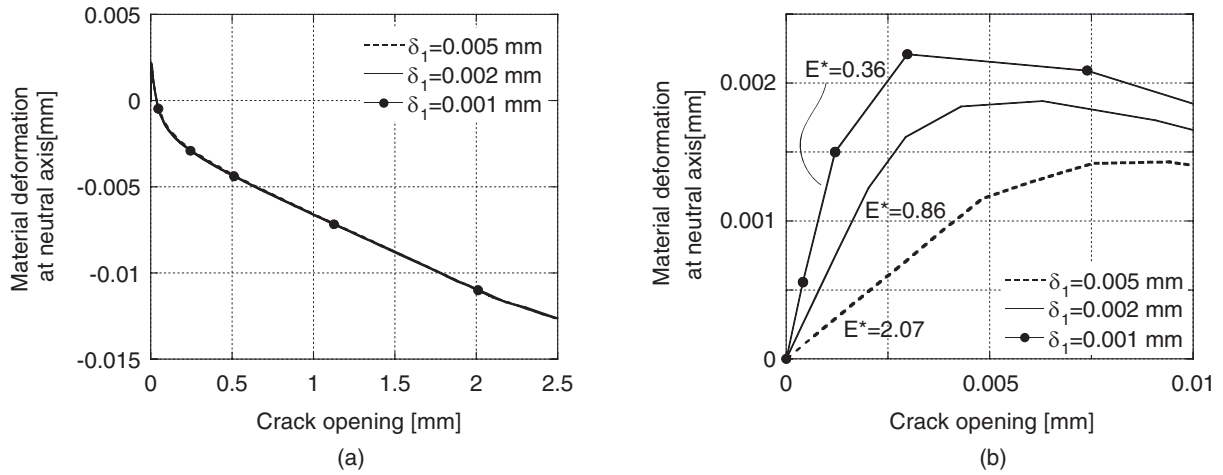 0.005
0
-0.005
-0.01
-0.015
Material deformation
at neutral axis[mm]
δ1=0.005 mm
δ1=0.002 mm
δ1=0.001 mm
0 0.5 1 1.5 2 2.5
Crack opening [mm]
(a)
0.002
0.001
0
Material deformation
at neutral axis[mm]
E*=0.36
E*=0.86
E*=2.07
δ1=0.005 mm
δ1=0.002 mm
δ1=0.001 mm
0 0.005 0.01
Crack opening [mm]
(b)